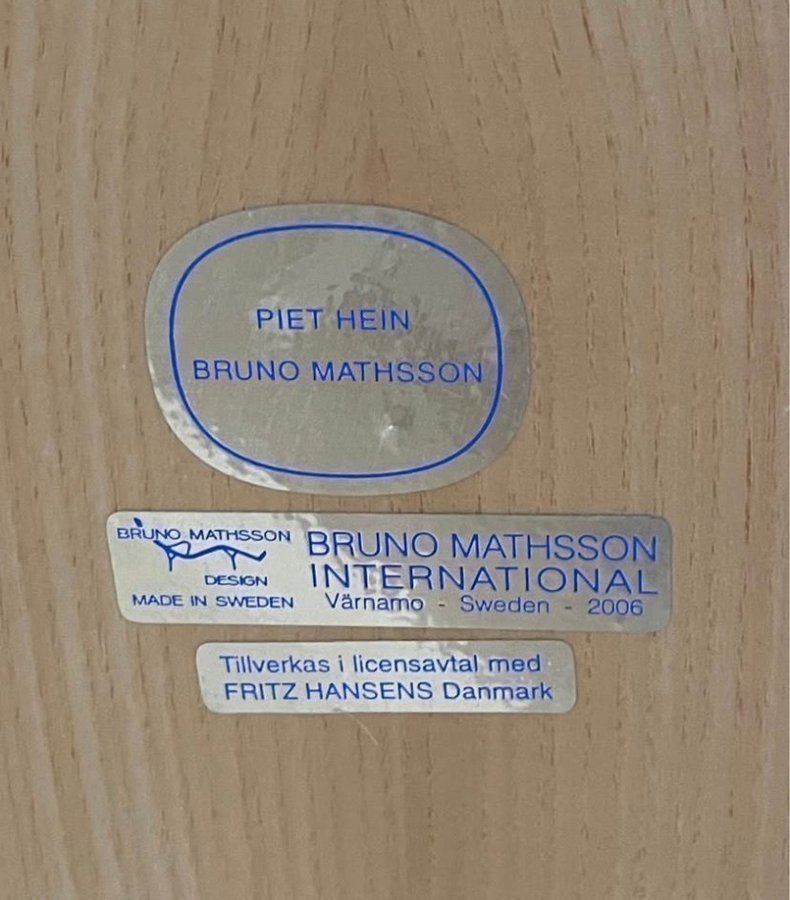 PIET HEIN
BRUNO MATHSSON
BRUNO MATHSSON
DESIGN
MADE IN SWEDEN
BRUNO MATHSSON
INTERNATIONAL
Värnamo - Sweden - 2006
Tillverkas i licensavtal med
FRITZ HANSENS Danmark